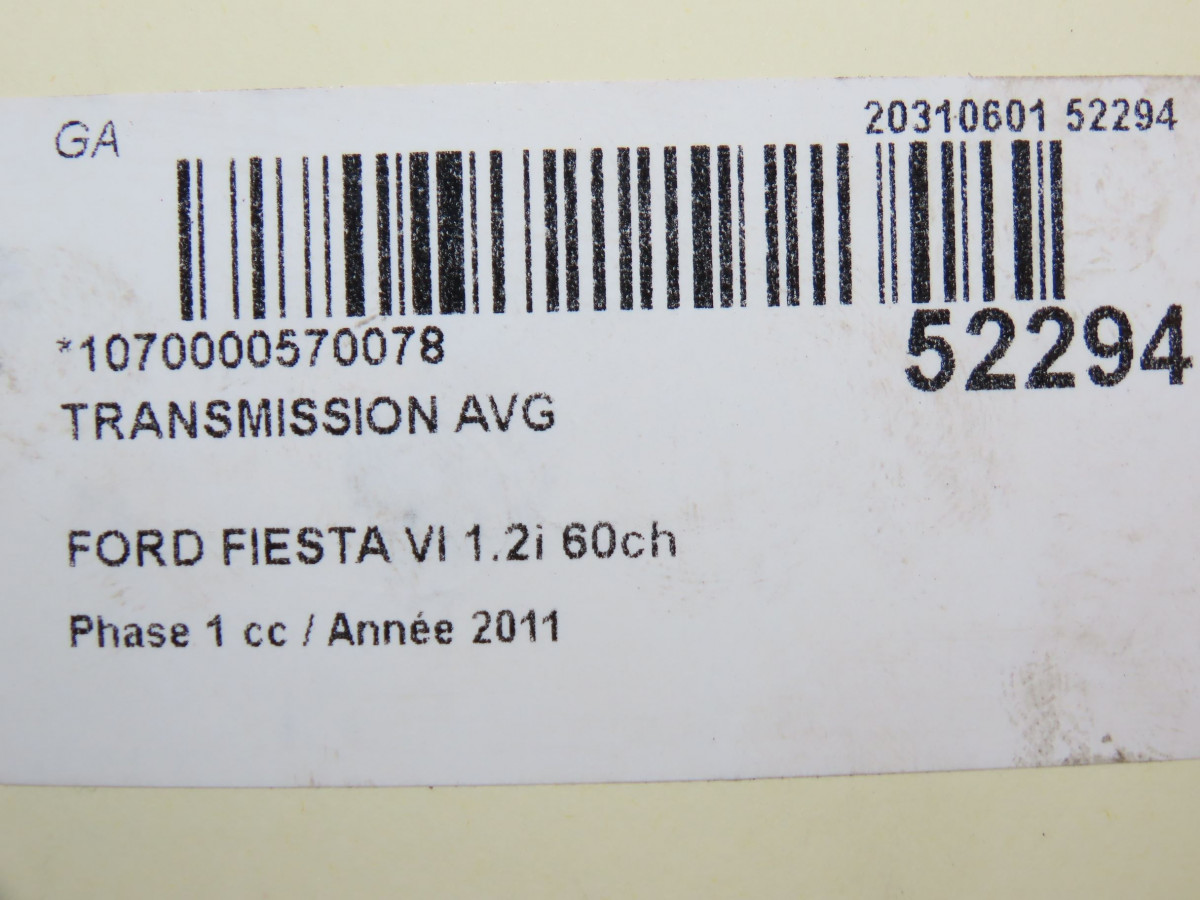 GA
20310601 52294
52294
*1070000570078
TRANSMISSION AVG
FORD FIESTA VI 1.2i 60ch
Phase 1 cc / Année 2011